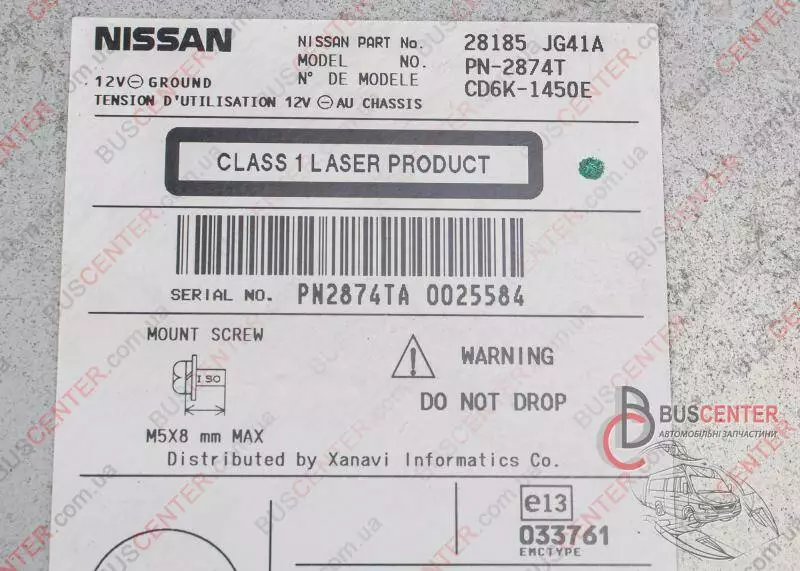 NISSAN
NISSAN PART No. 28185 JG41A
MODEL NO. PN-2874T
N° DE MODELE CD6K-1450E
12V⊖GROUND
TENSION D'UTILISATION 12V ⊖AU CHASSIS
CLASS 1 LASER PRODUCT
SERIAL NO. PN2874TA 0025584
MOUNT SCREW
ISO
M5X8 mm MAX
WARNING
DO NOT DROP
Distributed by Xanavi Informatics Co.
e13
033761
EMCTYPE
BUSCENTER
АВТОМОБІЛЬНІ ЗАПЧАСТИНИ
BUSCENTER.com.ua